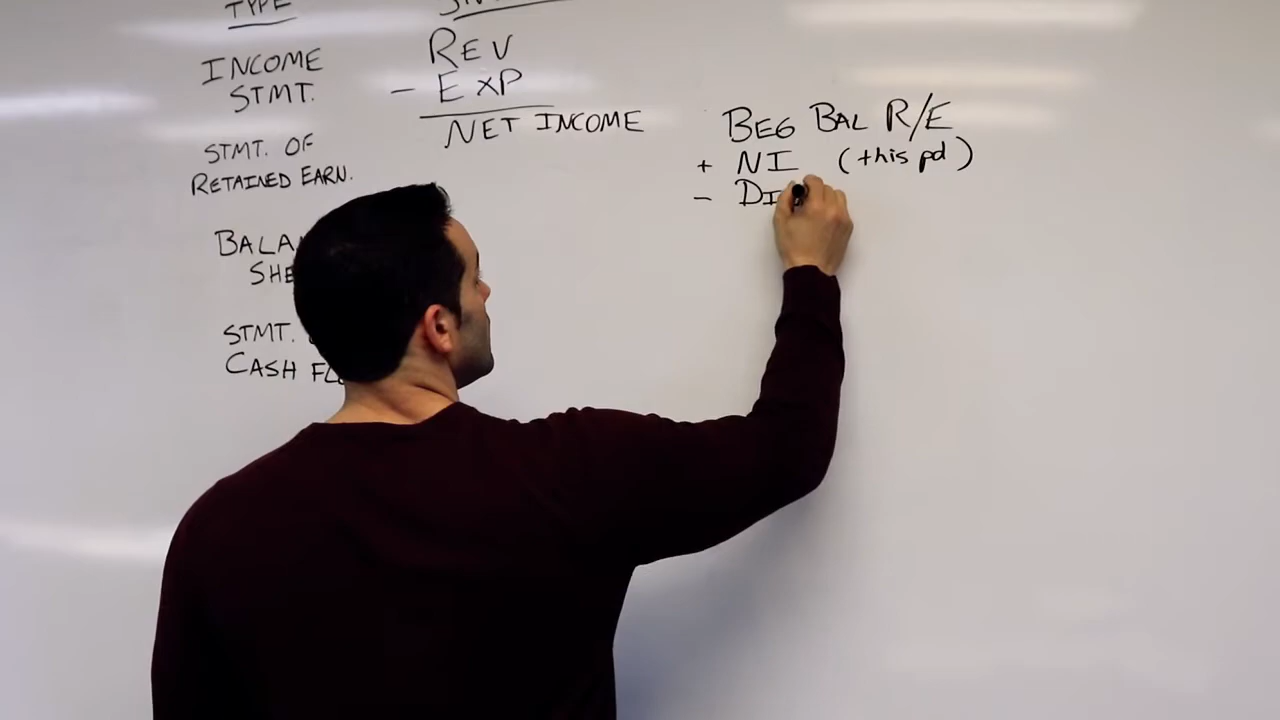 TYPE
INCOME
STMT.
STMT. OF
RETAINED EARN.
BALA
SHE
STMT.
CASH FL
REV
- EXP
NET INCOME
BEG BAL R/E
+ NI (this pd)
- DI